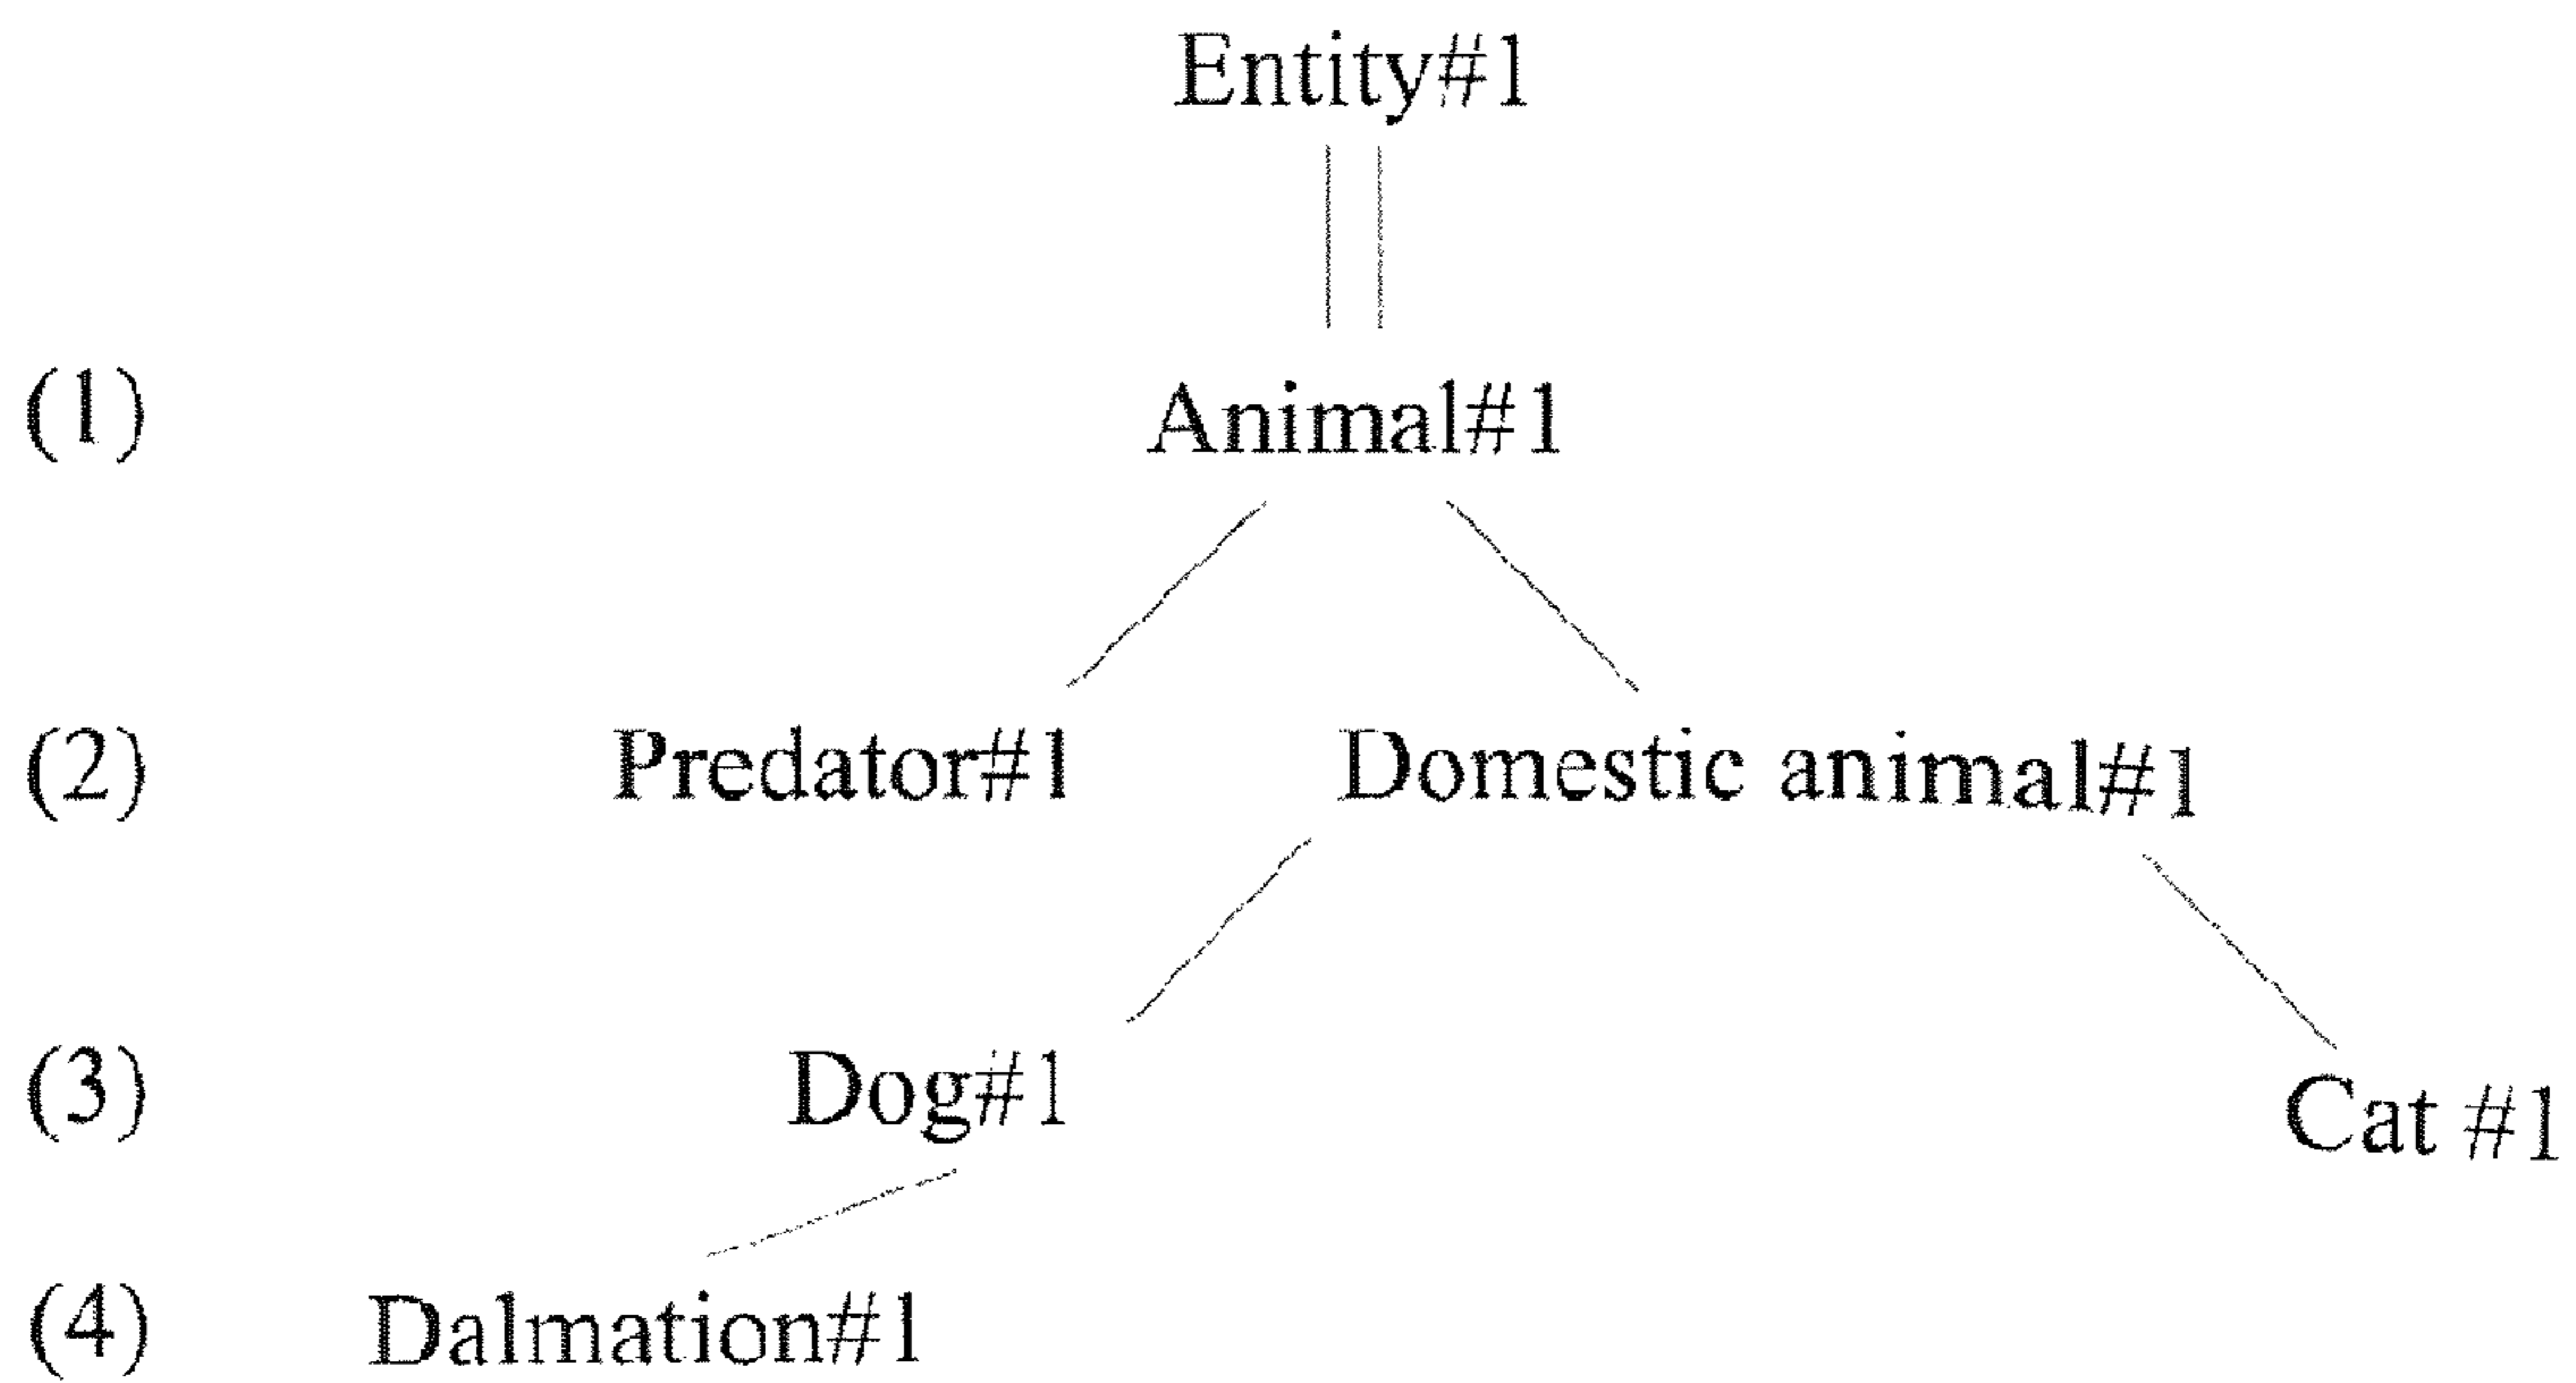 Entity#1
(1) Animal#1
(2) Predator#1 Domestic animal#1
(3) Dog#1 Cat #1
(4) Dalmation#1